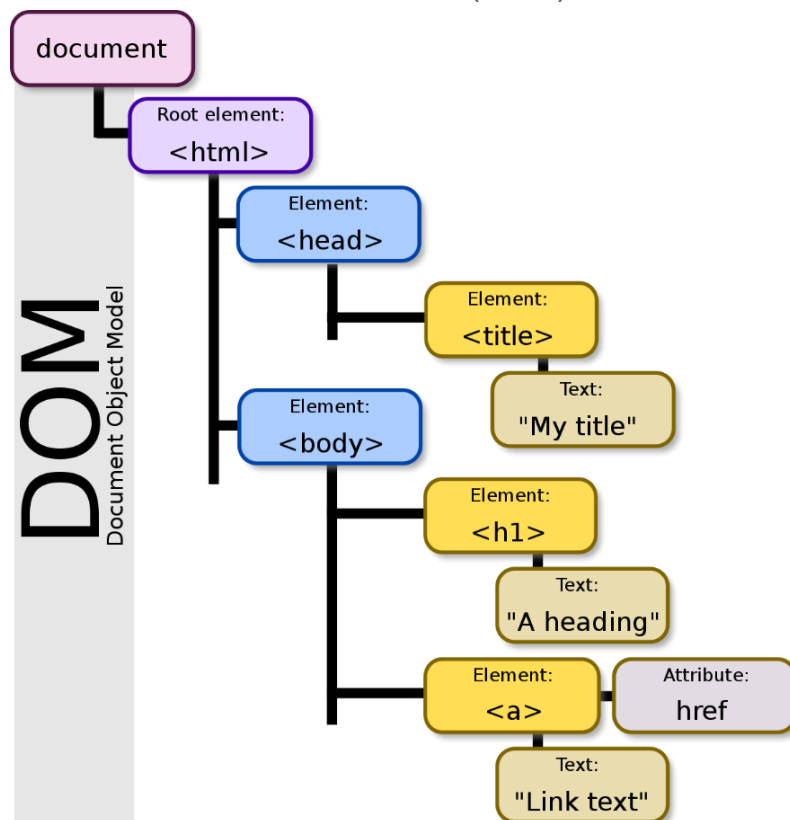 document
Root element:
<html>
Element:
<head>
Element:
<title>
Text:
"My title"
Element:
<body>
Element:
<h1>
Text:
"A heading"
Element:
<a>
Attribute:
href
Text:
"Link text"
DOM
Document Object Model